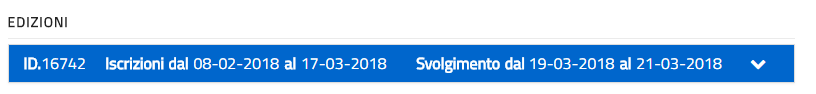 EDIZIONI
ID.16742 Iscrizioni dal 08-02-2018 al 17-03-2018 Svolgimento dal 19-03-2018 al 21-03-2018